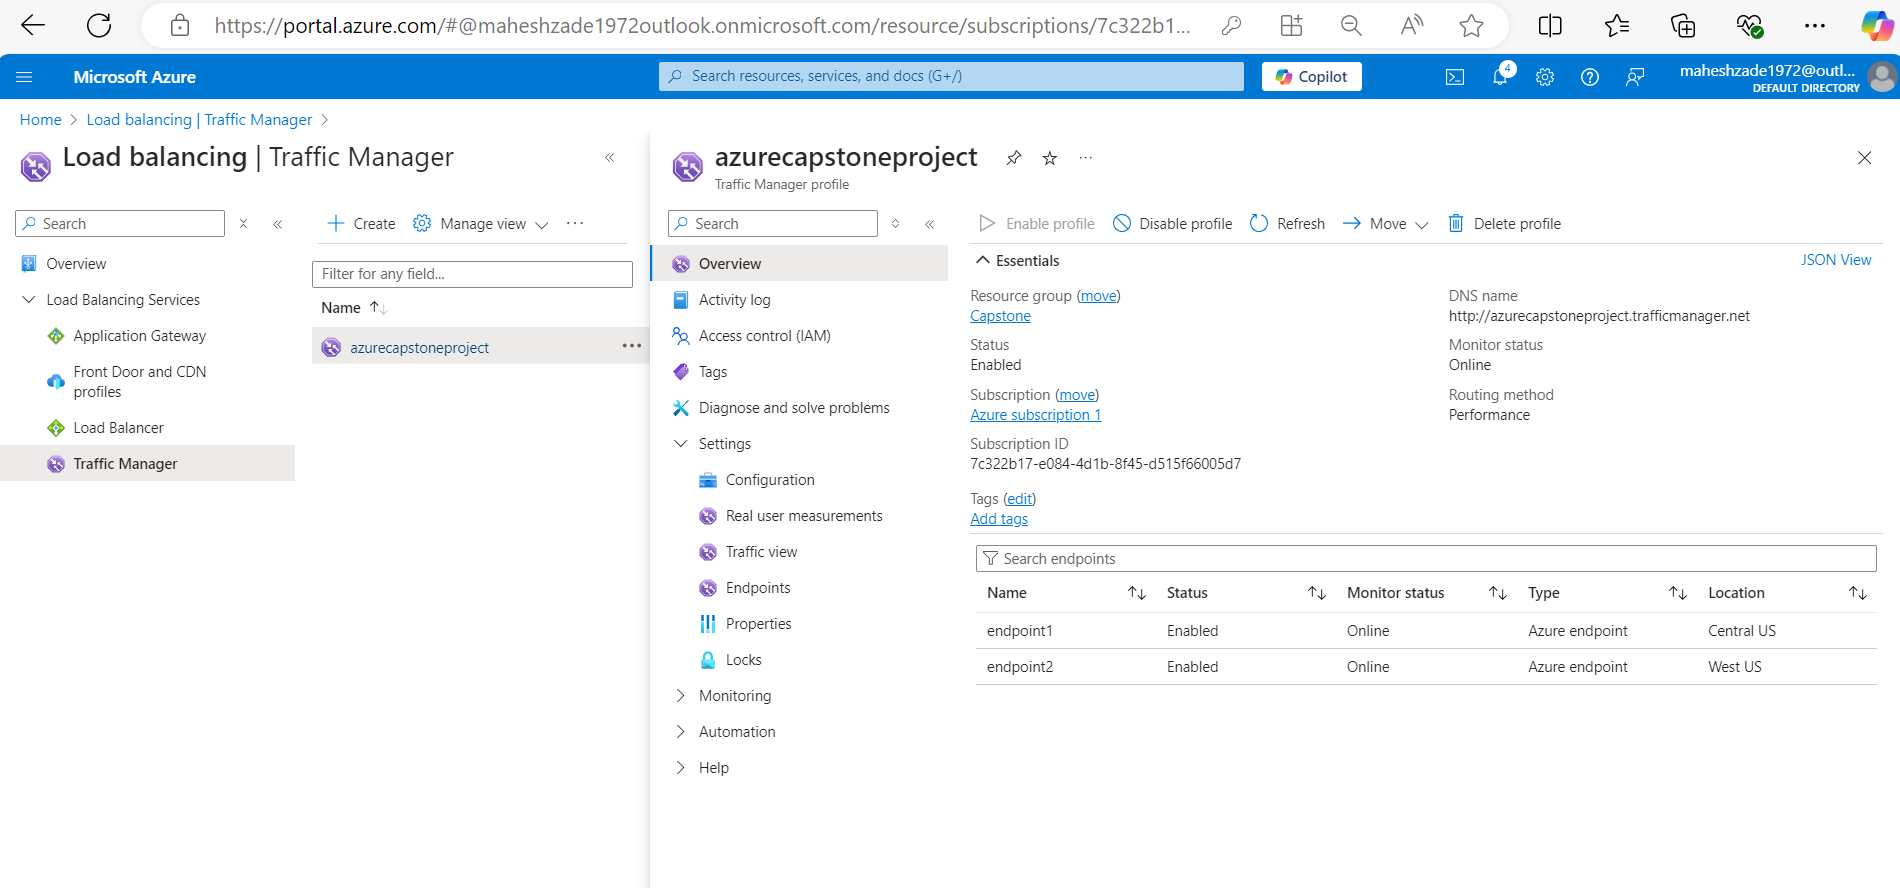 https://portal.azure.com/#@maheshzade1972outlook.onmicrosoft.com/resource/subscriptions/7c322b1...
Microsoft Azure
Search resources, services, and docs (G+/)
Copilot
4
maheshzade1972@outl...
DEFAULT DIRECTORY
Home > Load balancing | Traffic Manager >
Load balancing | Traffic Manager
Search
Overview
Load Balancing Services
Application Gateway
Front Door and CDN
profiles
Load Balancer
Traffic Manager
Create
Manage view
Filter for any field...
Name
azurecapstoneproject
azurecapstoneproject
Traffic Manager profile
Search
Overview
Activity log
Access control (IAM)
Tags
Diagnose and solve problems
Settings
Configuration
Real user measurements
Traffic view
Endpoints
Properties
Locks
Monitoring
Automation
Help
Enable profile
Disable profile
Refresh
Move
Delete profile
Essentials
JSON View
Resource group (move)
Capstone
Status
Enabled
Subscription (move)
Azure subscription 1
Subscription ID
7c322b17-e084-4d1b-8f45-d515f66005d7
DNS name
http://azurecapstoneproject.trafficmanager.net
Monitor status
Online
Routing method
Performance
Tags (edit)
Add tags
Search endpoints
Name Status Monitor status Type Location
endpoint1 Enabled Online Azure endpoint Central US
endpoint2 Enabled Online Azure endpoint West US